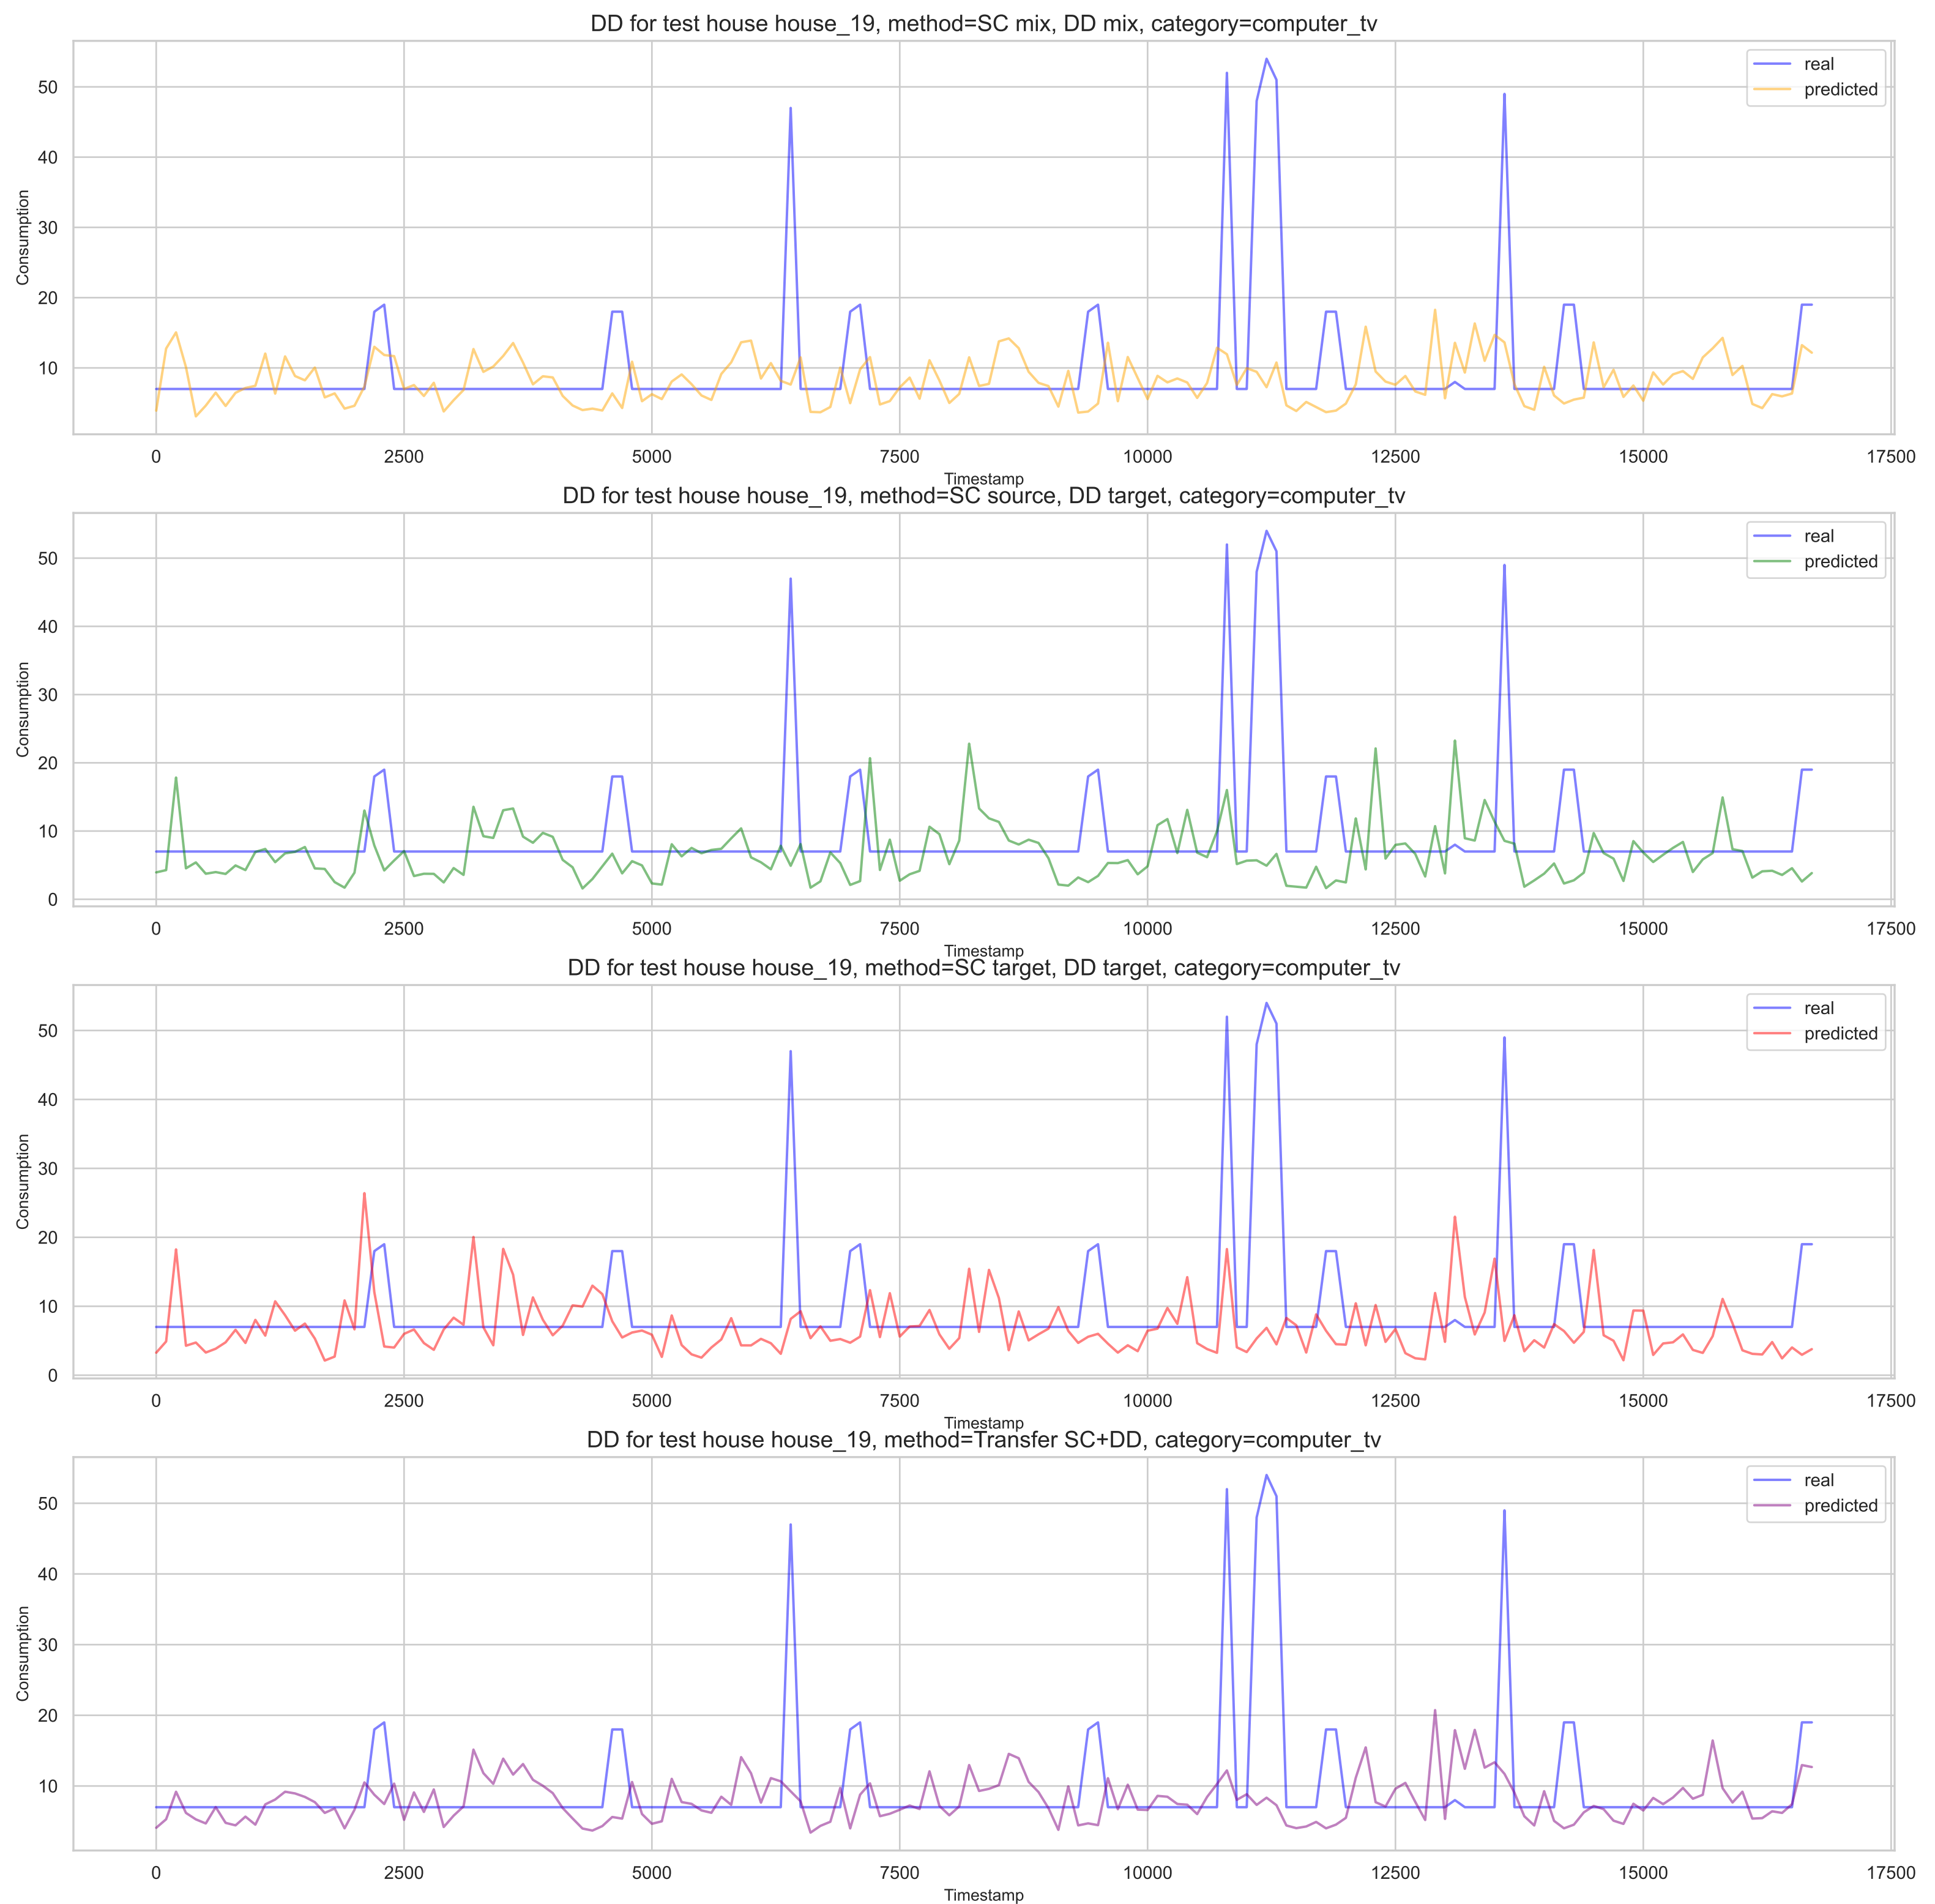 DD for test house house_19, method=SC mix, DD mix, category=computer_tv
real
predicted
Consumption
50
40
30
20
10
0 2500 5000 7500 10000 12500 15000 17500
Timestamp
DD for test house house_19, method=SC source, DD target, category=computer_tv
real
predicted
Consumption
50
40
30
20
10
0
0 2500 5000 7500 10000 12500 15000 17500
Timestamp
DD for test house house_19, method=SC target, DD target, category=computer_tv
real
predicted
Consumption
50
40
30
20
10
0
0 2500 5000 7500 10000 12500 15000 17500
Timestamp
DD for test house house_19, method=Transfer SC+DD, category=computer_tv
real
predicted
Consumption
50
40
30
20
10
0 2500 5000 7500 10000 12500 15000 17500
Timestamp